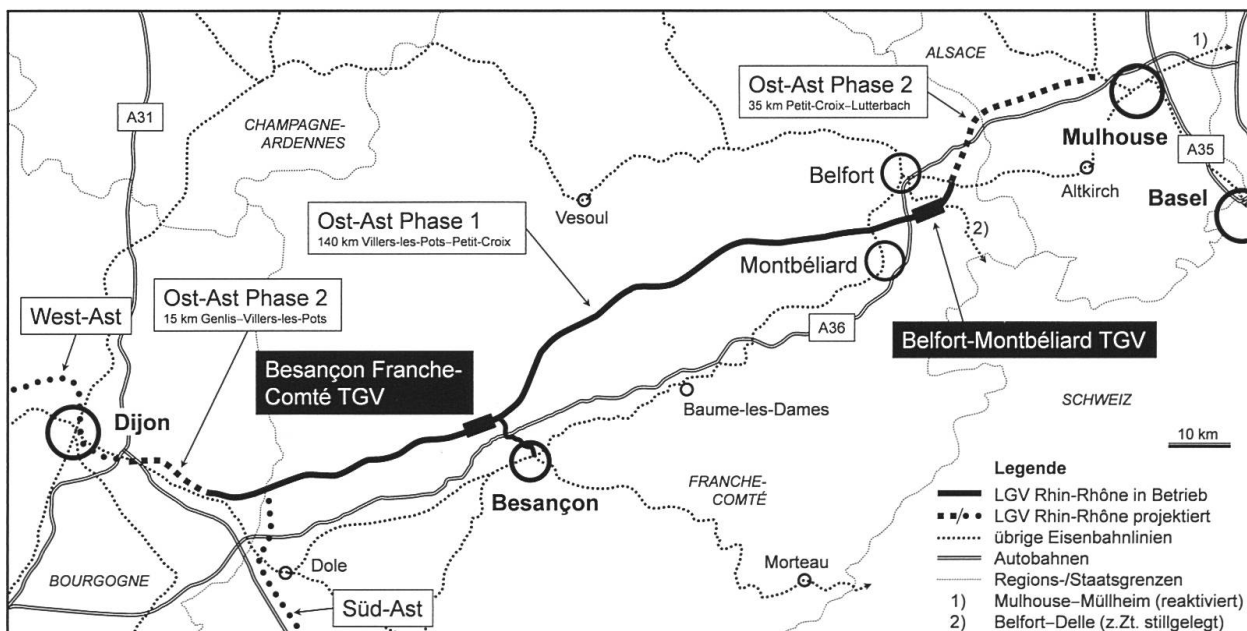 ALSACE
1)
Ost-Ast Phase 2
35 km Petit-Croix–Lutterbach
A31
CHAMPAGNE-
ARDENNES
Mulhouse
A35
Belfort
Altkirch
Basel
Vesoul
Ost-Ast Phase 1
140 km Villers-les-Pots–Petit-Croix
2)
Montbéliard
Ost-Ast Phase 2
15 km Genlis–Villers-les-Pots
West-Ast
A36
Belfort-Montbéliard TGV
Besançon Franche-
Comté TGV
Baume-les-Dames
SCHWEIZ
Dijon
10 km
Besançon
FRANCHE-
COMTÉ
Legende
LGV Rhin-Rhône in Betrieb
LGV Rhin-Rhône projektiert
übrige Eisenbahnlinien
Autobahnen
Regions-/Staatsgrenzen
1) Mulhouse–Müllheim (reaktiviert)
2) Belfort–Delle (z.Zt. stillgelegt)
BOURGOGNE
Dole
Morteau
Süd-Ast